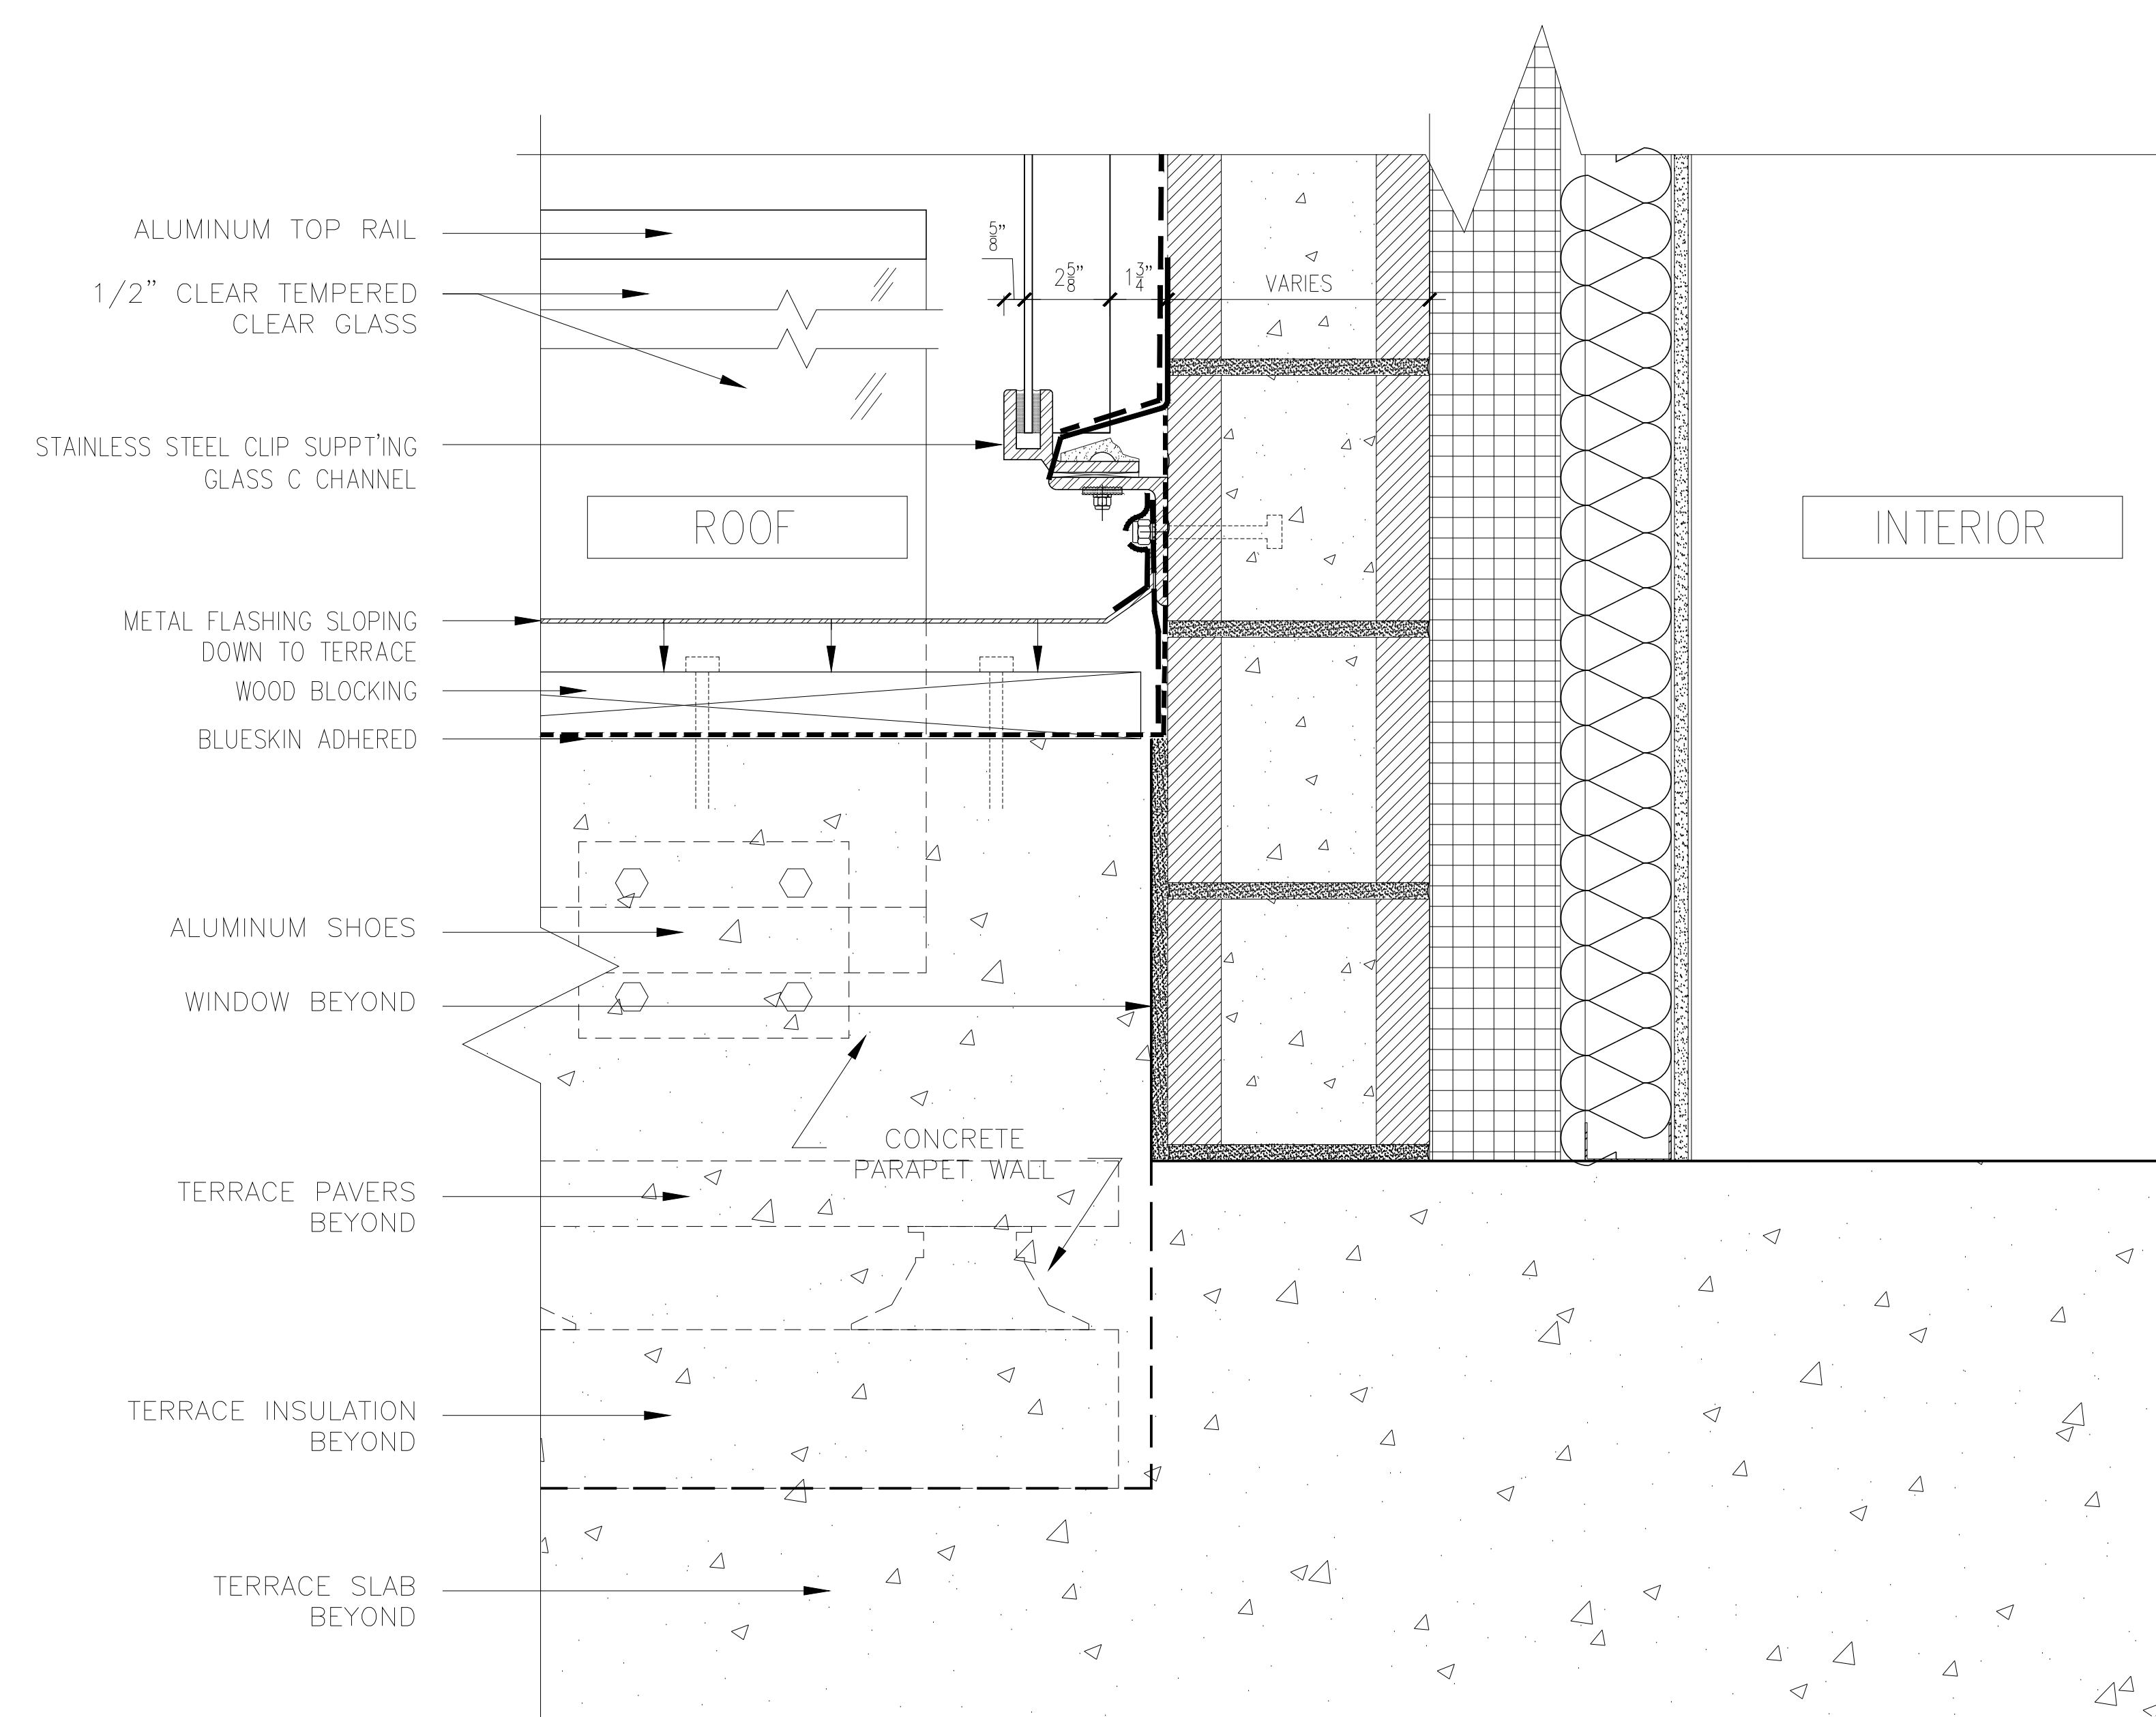 ALUMINUM TOP RAIL
1/2" CLEAR TEMPERED
CLEAR GLASS
STAINLESS STEEL CLIP SUPPT'ING
GLASS C CHANNEL
METAL FLASHING SLOPING
DOWN TO TERRACE
WOOD BLOCKING
BLUESKIN ADHERED
ALUMINUM SHOES
WINDOW BEYOND
TERRACE PAVERS
BEYOND
TERRACE INSULATION
BEYOND
TERRACE SLAB
BEYOND
5/8"
2 5/8"
1 3/4"
VARIES
ROOF
INTERIOR
CONCRETE
PARAPET WALL